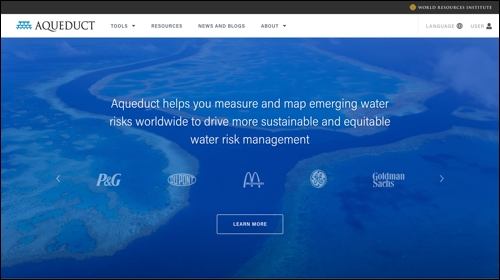 WORLD RESOURCES INSTITUTE
AQUEDUCT TOOLS RESOURCES NEWS AND BLOGS ABOUT LANGUAGE USER
Aqueduct helps you measure and map emerging water
risks worldwide to drive more sustainable and equitable
water risk management
P&G DUPONT Goldman
Sachs
LEARN MORE